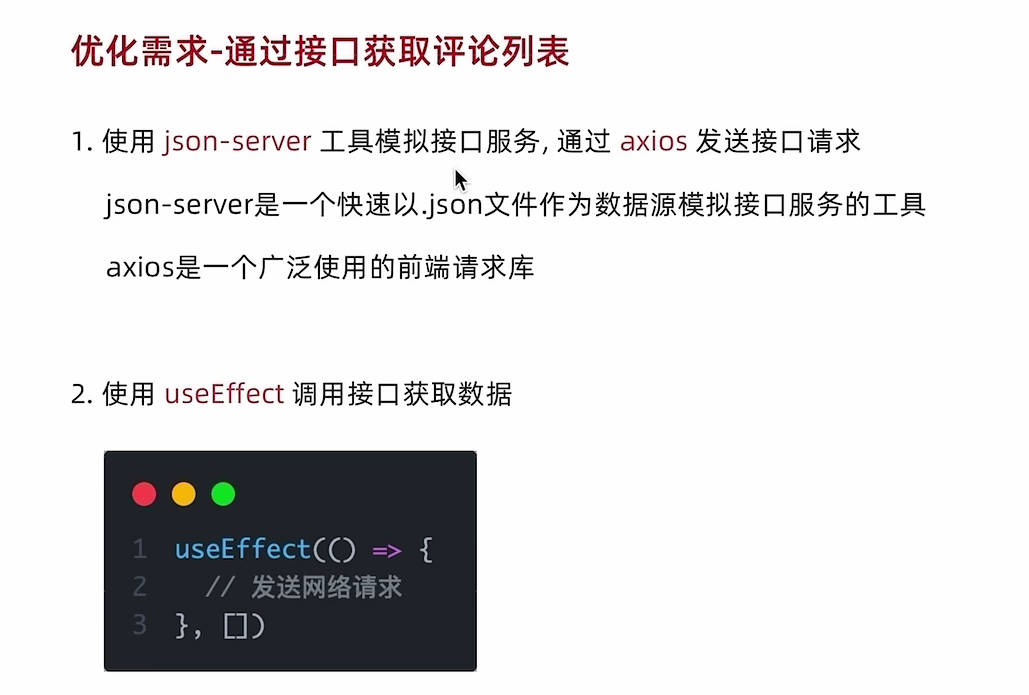 优化需求-通过接口获取评论列表
1. 使用 json-server 工具模拟接口服务, 通过 axios 发送接口请求
json-server是一个快速以.json文件作为数据源模拟接口服务的工具
axios是一个广泛使用的前端请求库
2. 使用 useEffect 调用接口获取数据
1 useEffect(() => {
2 // 发送网络请求
3 }, [])